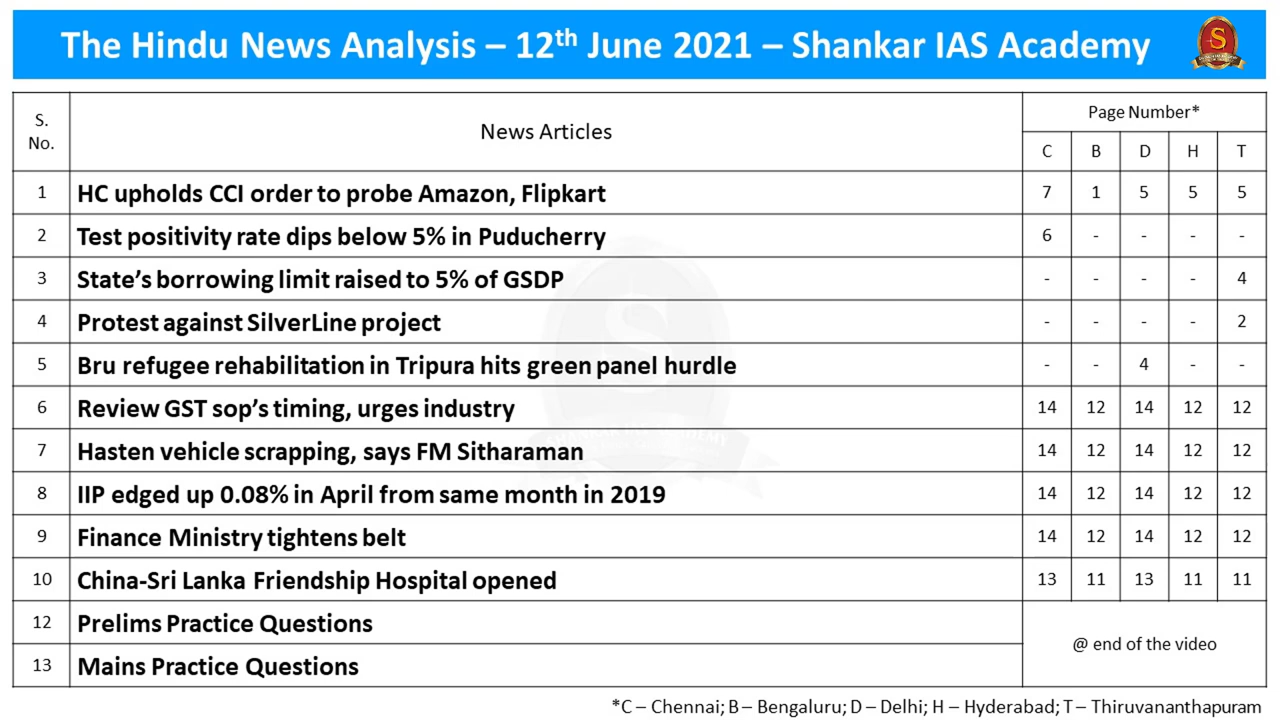 The Hindu News Analysis – 12th June 2021 – Shankar IAS Academy
S. No. News Articles Page Number*
C B D H T
1 HC upholds CCI order to probe Amazon, Flipkart 7 1 5 5 5
2 Test positivity rate dips below 5% in Puducherry 6 - - - -
3 State's borrowing limit raised to 5% of GSDP - - - - 4
4 Protest against SilverLine project - - - - 2
5 Bru refugee rehabilitation in Tripura hits green panel hurdle - - 4 - -
6 Review GST sop's timing, urges industry 14 12 14 12 12
7 Hasten vehicle scrapping, says FM Sitharaman 14 12 14 12 12
8 IIP edged up 0.08% in April from same month in 2019 14 12 14 12 12
9 Finance Ministry tightens belt 14 12 14 12 12
10 China-Sri Lanka Friendship Hospital opened 13 11 13 11 11
12 Prelims Practice Questions
@ end of the video
13 Mains Practice Questions
*C – Chennai; B – Bengaluru; D – Delhi; H – Hyderabad; T – Thiruvananthapuram